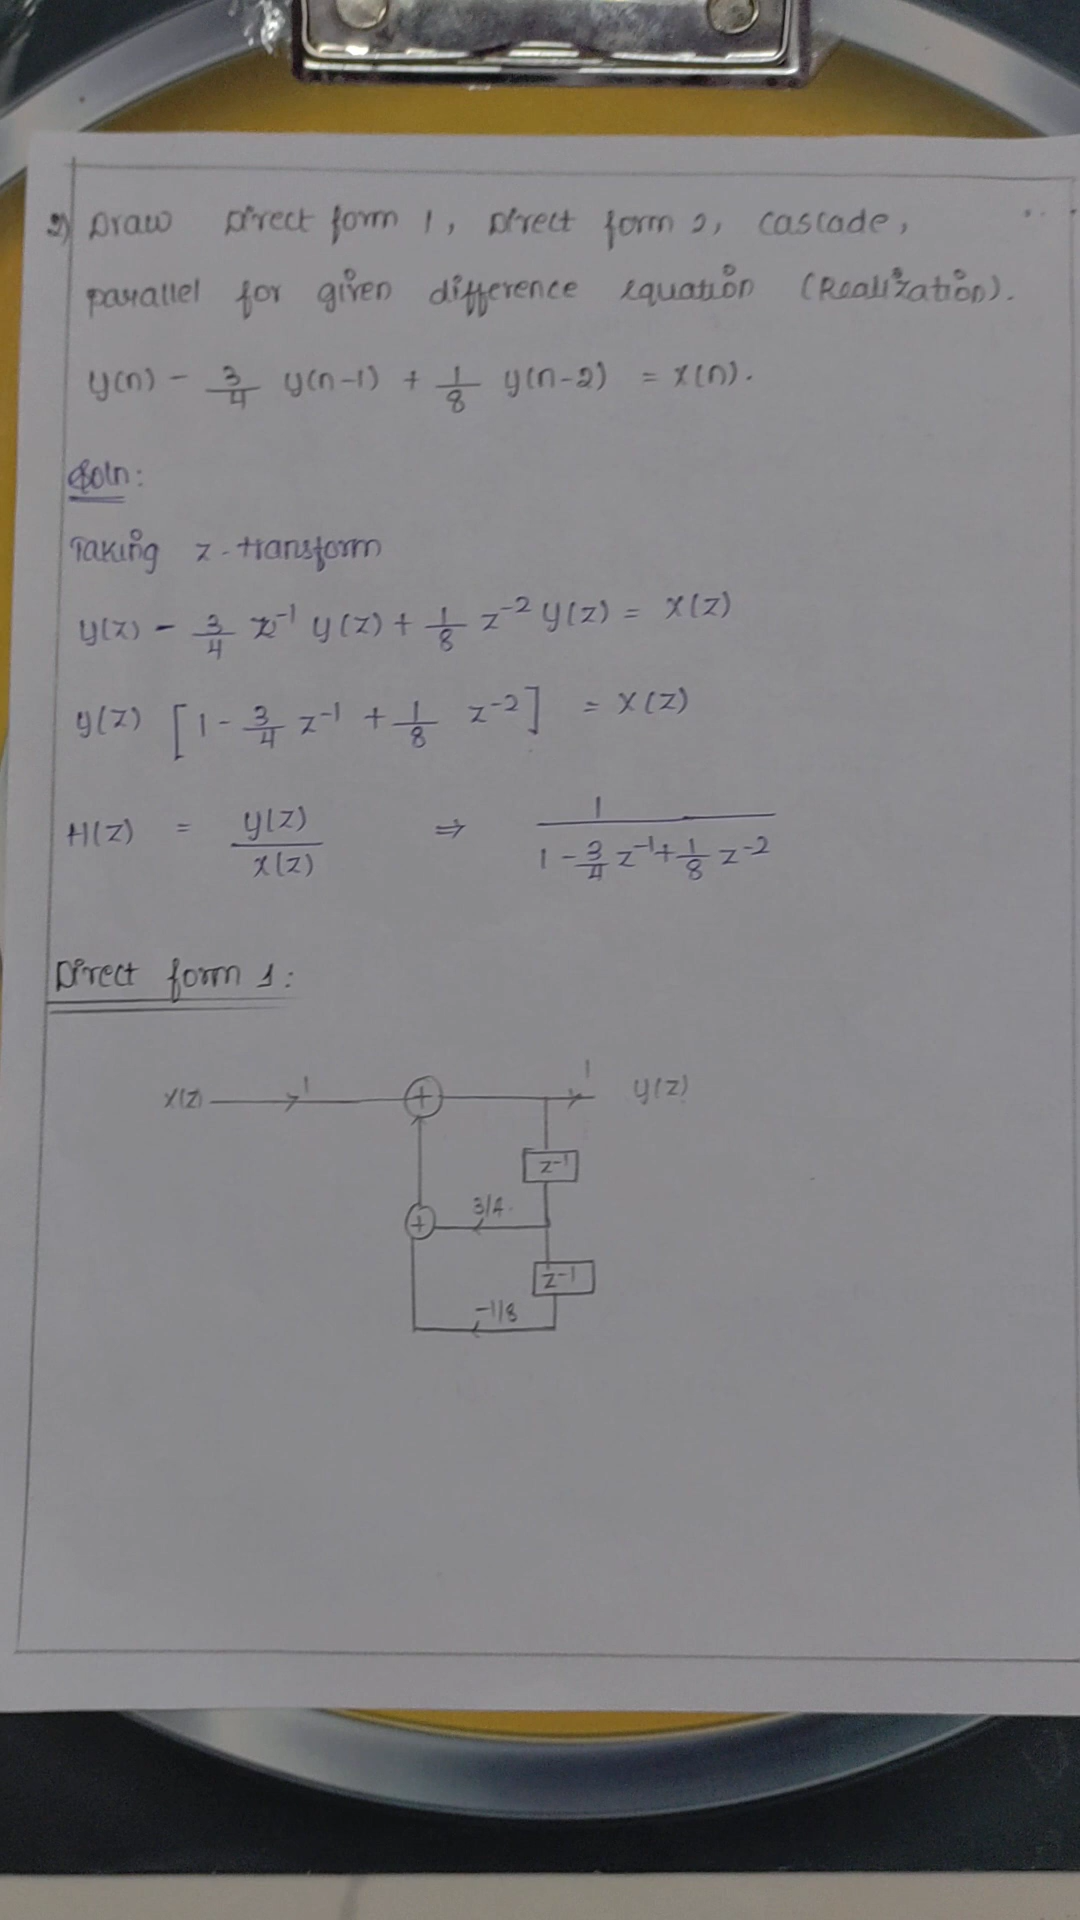 2) Draw Direct form 1, Direct form 2, cascade,
parallel for given difference equation (Realization).
y(n) - 3/4 y(n-1) + 1/8 y(n-2) = x(n).
Soln:
Taking z-transform
y(z) - 3/4 z⁻¹ y(z) + 1/8 z⁻² y(z) = x(z)
y(z) [1 - 3/4 z⁻¹ + 1/8 z⁻²] = x(z)
H(z) = y(z)/x(z) ⇒ 1/(1 - 3/4 z⁻¹ + 1/8 z⁻²)
Direct form 1:
x(z) 1 + 1 y(z)
z⁻¹
+ 3/4
z⁻¹
-1/8